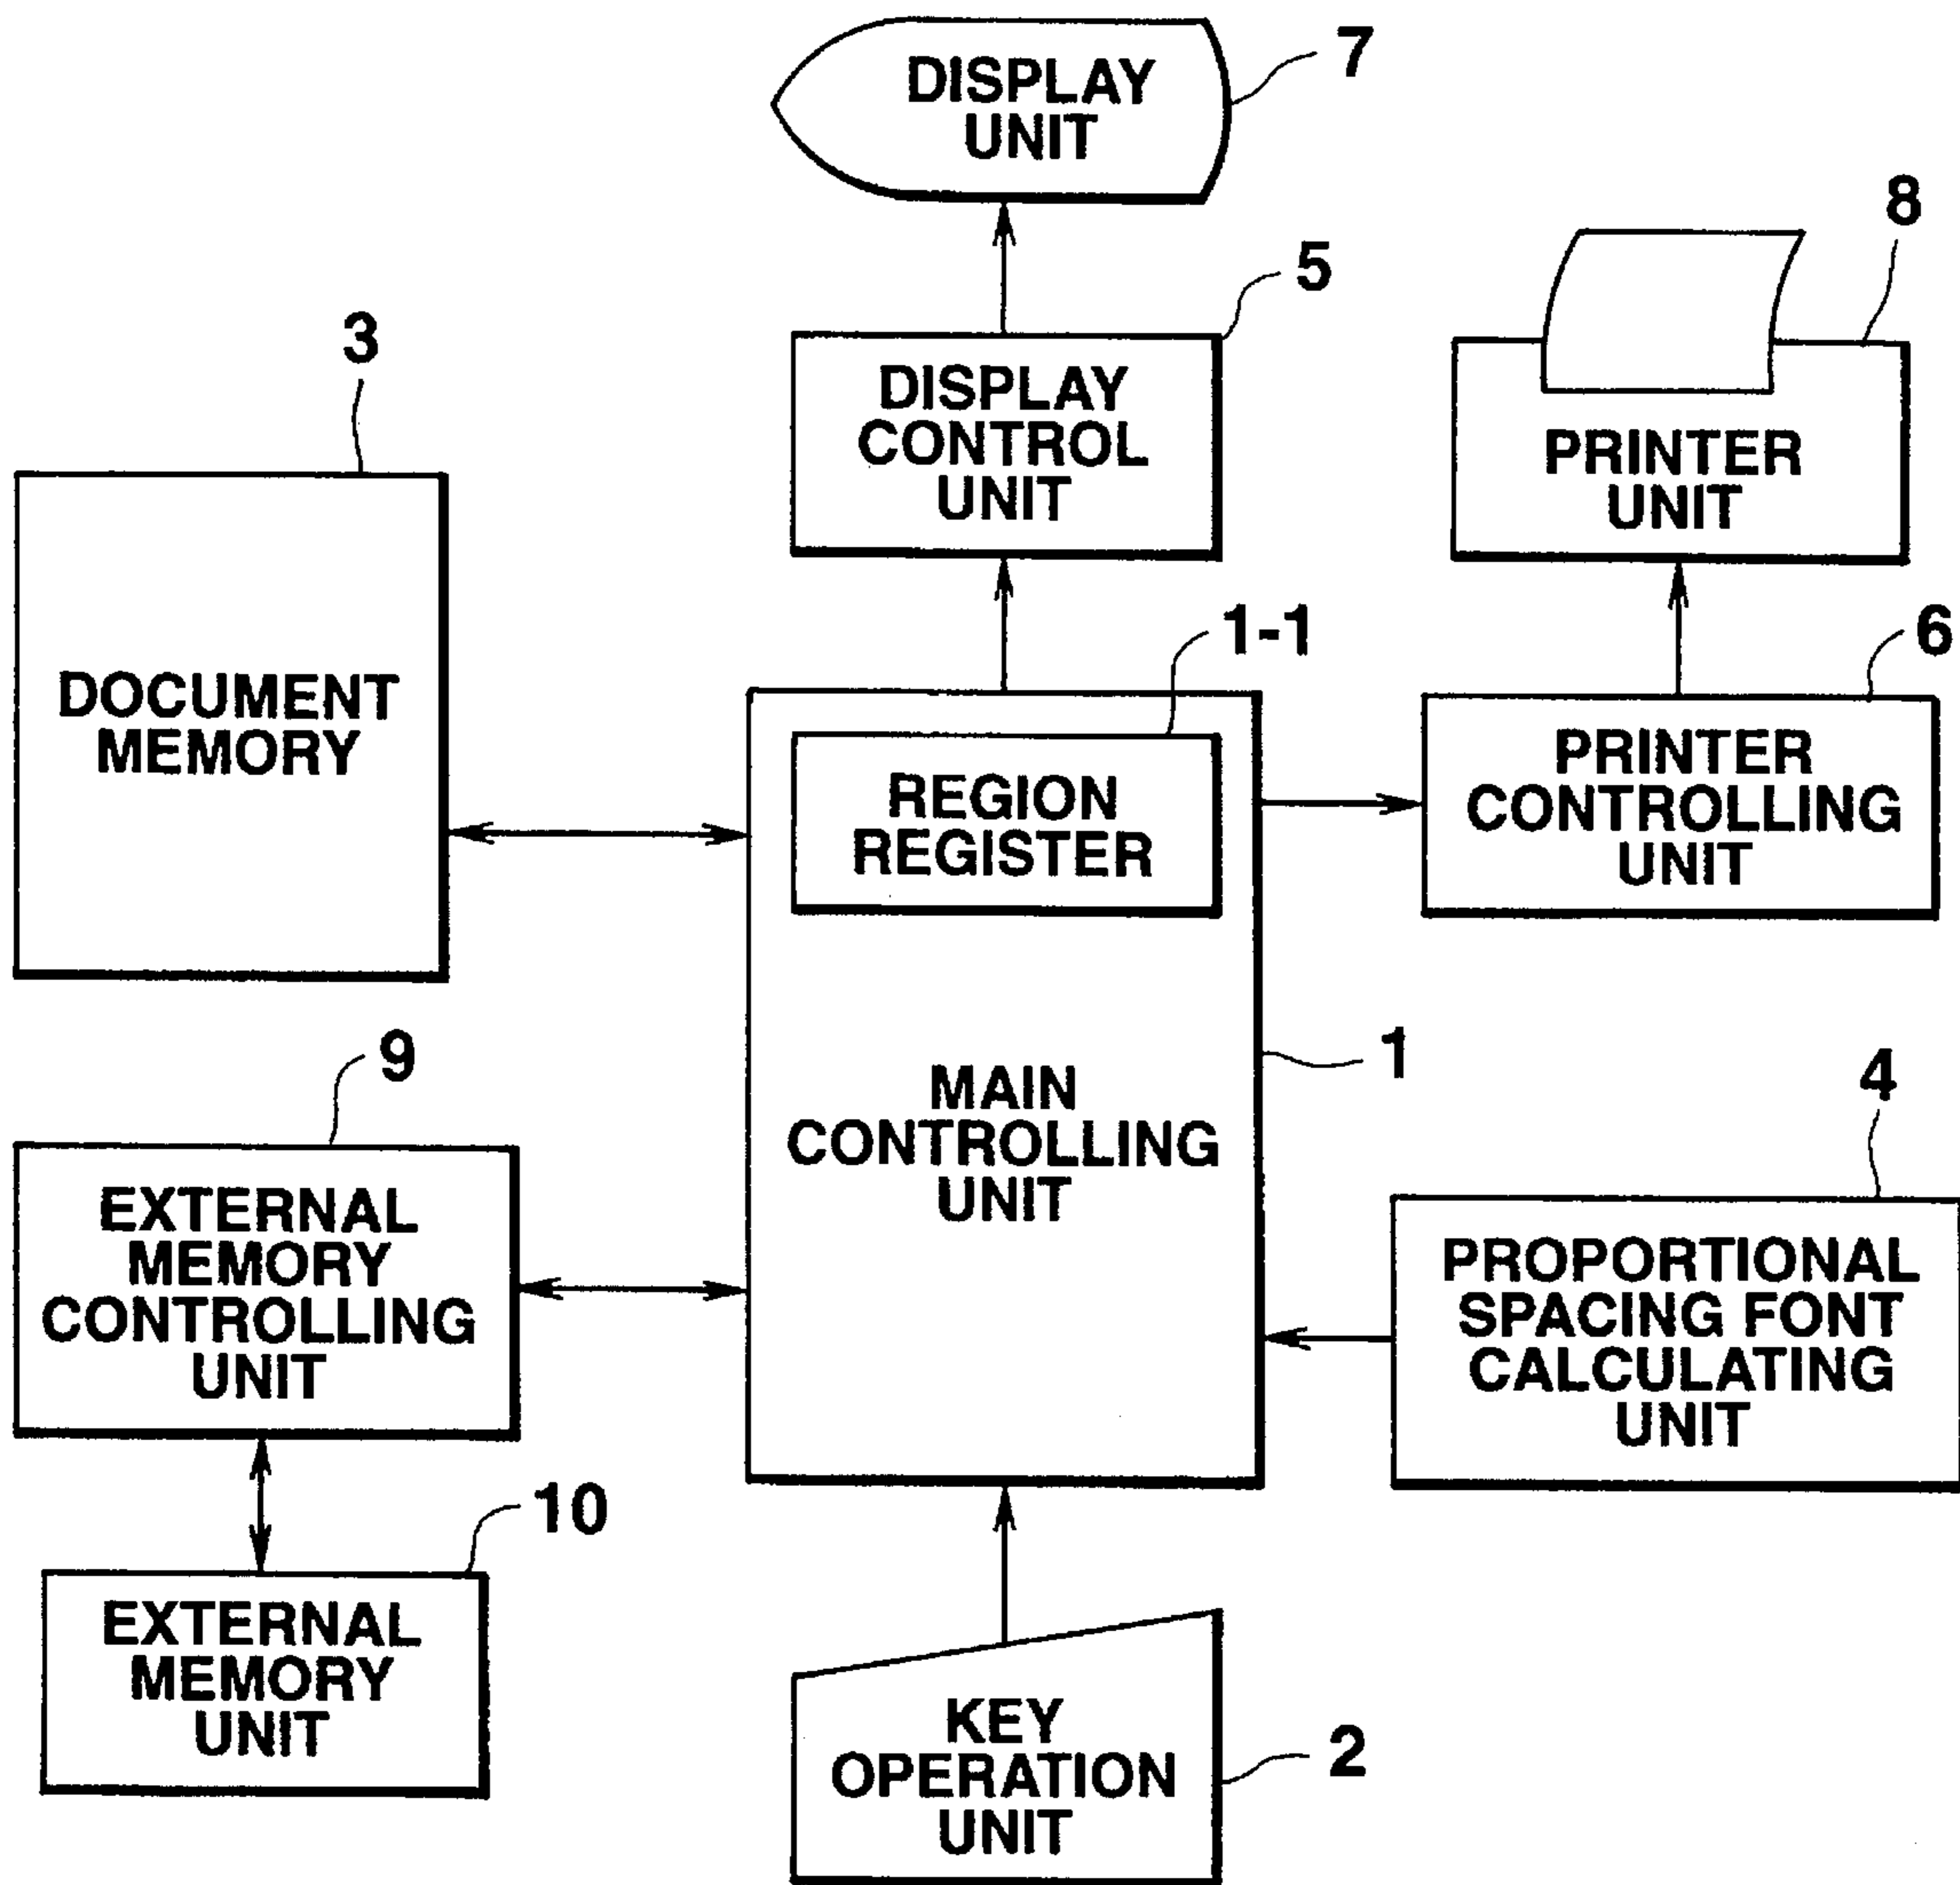 DISPLAY
UNIT
7
8
5
3
DISPLAY
CONTROL
UNIT
PRINTER
UNIT
1-1
6
DOCUMENT
MEMORY
REGION
REGISTER
PRINTER
CONTROLLING
UNIT
9
1
4
MAIN
CONTROLLING
UNIT
EXTERNAL
MEMORY
CONTROLLING
UNIT
PROPORTIONAL
SPACING FONT
CALCULATING
UNIT
10
EXTERNAL
MEMORY
UNIT
KEY
OPERATION
UNIT
2